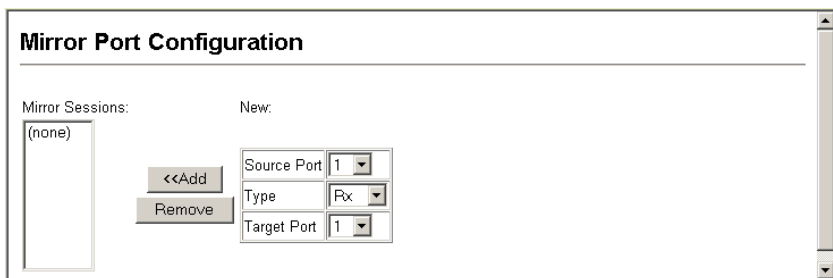 Mirror Port Configuration
Mirror Sessions:
New:
(none)
<<Add
Remove
Source Port 1
Type Rx
Target Port 1